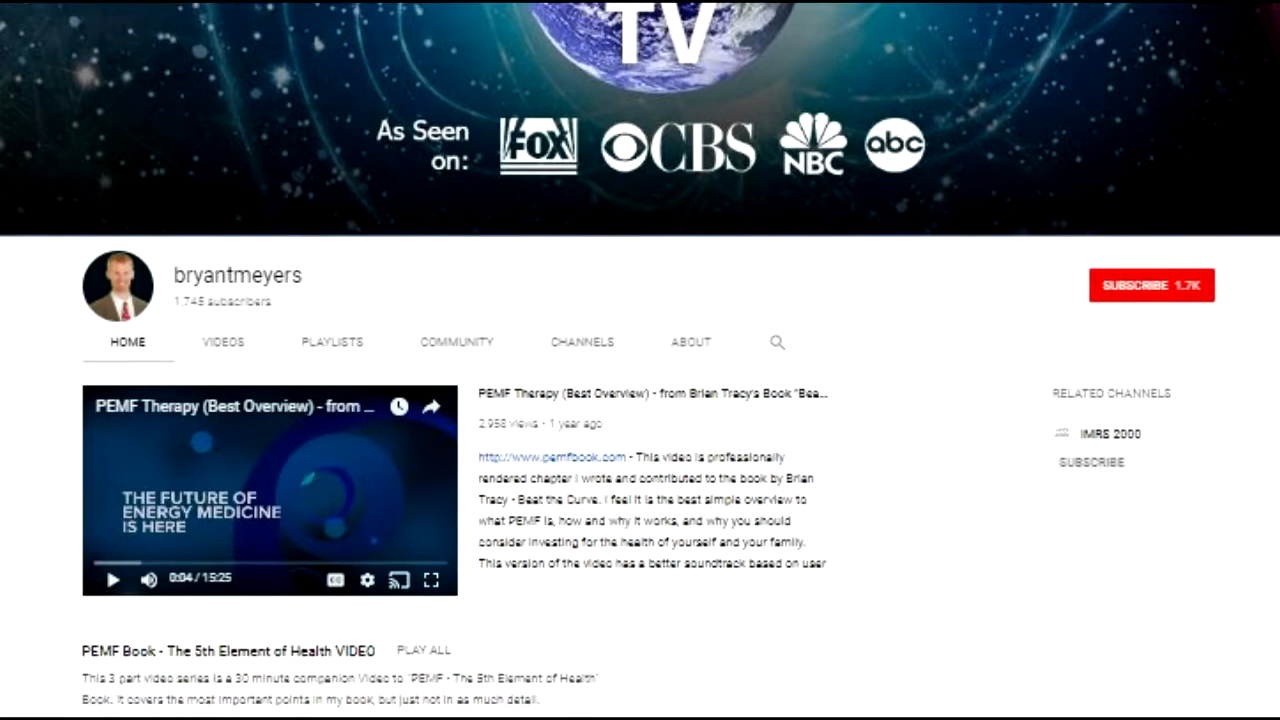 TV
As Seen
on:
FOX
CBS
NBC
abc
bryantmeyers
1,745 subscribers
SUBSCRIBE 1.7K
HOME
VIDEOS
PLAYLISTS
COMMUNITY
CHANNELS
ABOUT
PEMF Therapy (Best Overview) - from ...
THE FUTURE OF
ENERGY MEDICINE
IS HERE
0:04 / 15:25
CC
PEMF Therapy (Best Overview) - from Brian Tracy's Book "Bea...
2,958 views - 1 year ago
http://www.pemfbook.com - This video is professionally
rendered chapter I wrote and contributed to the book by Brian
Tracy - Beat the Curve. I feel it is the best simple overview to
what PEMF is, how and why it works, and why you should
consider investing for the health of yourself and your family.
This version of the video has a better soundtrack based on user
RELATED CHANNELS
IMRS 2000
SUBSCRIBE
PEMF Book - The 5th Element of Health VIDEO
PLAY ALL
This 3 part video series is a 30 minute companion Video to "PEMF - The 5th Element of Health"
Book. It covers the most important points in my book, but just not in as much detail.